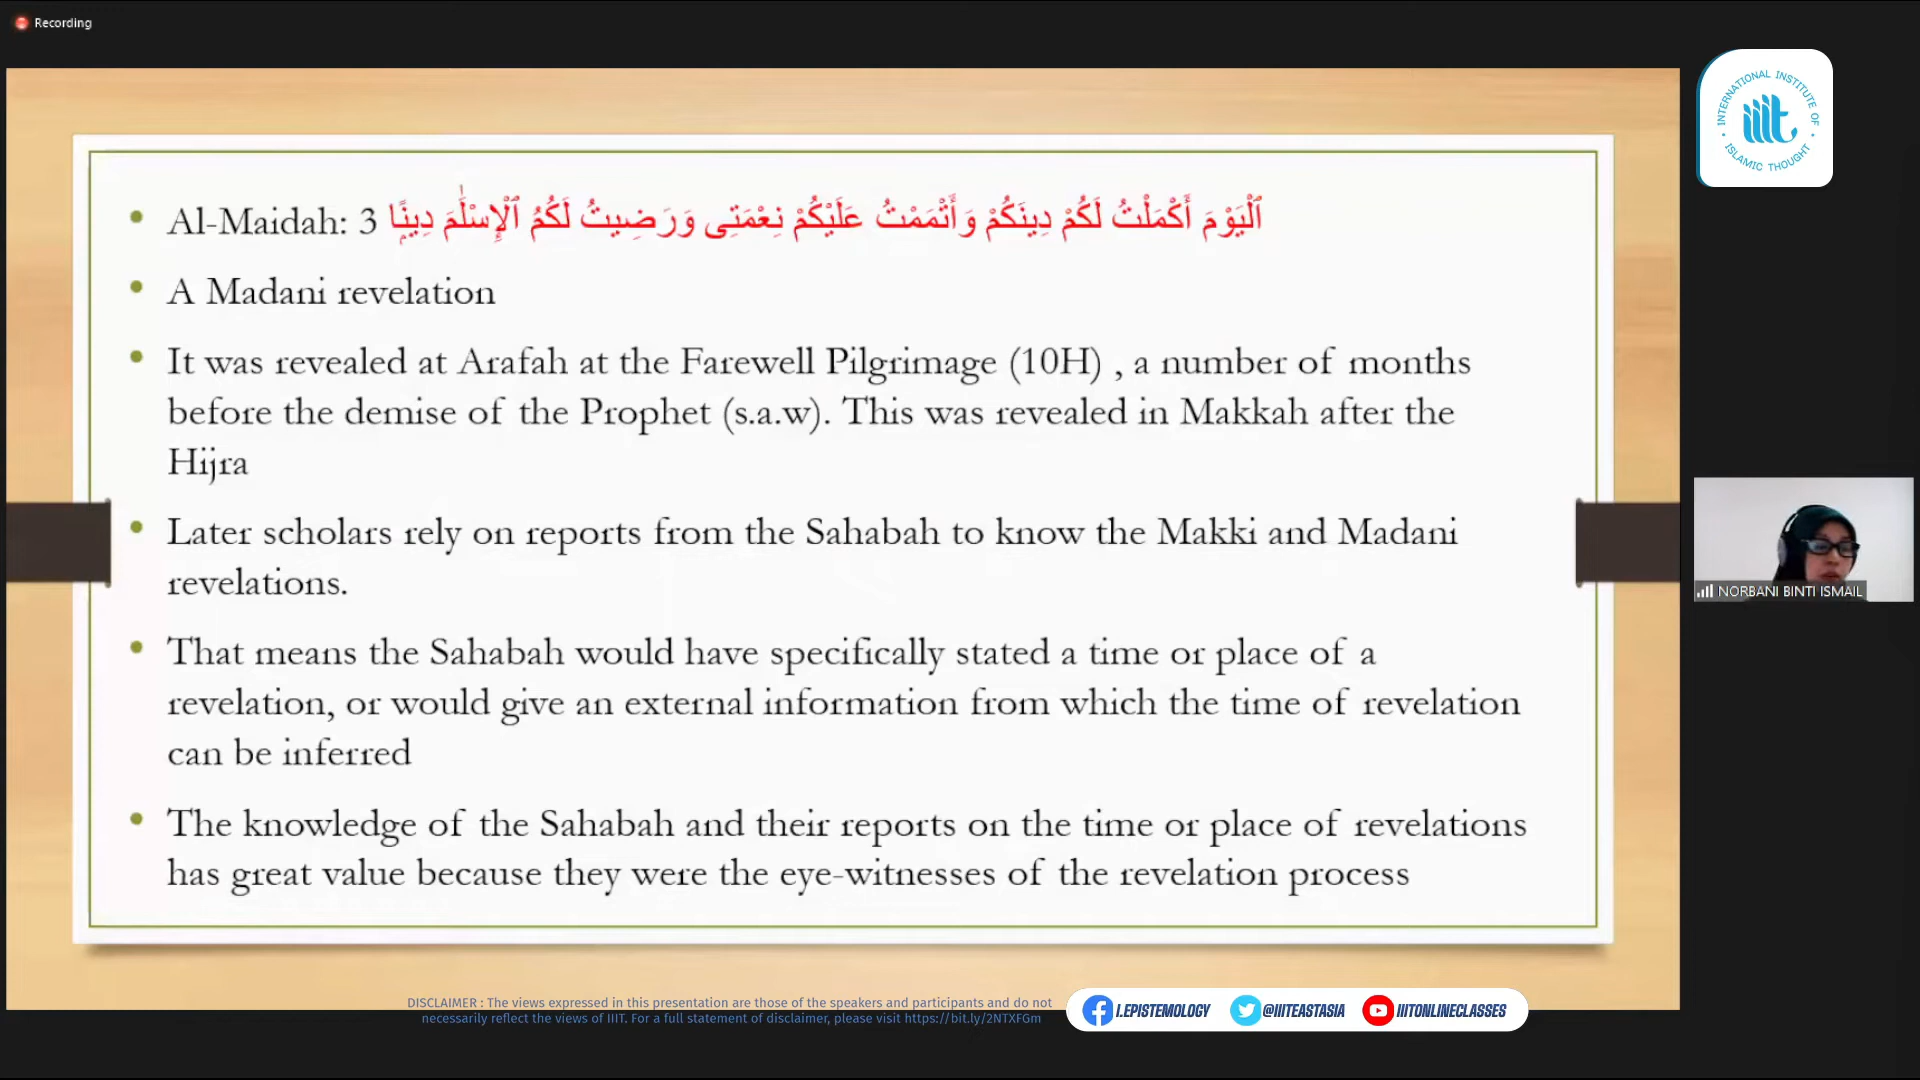 Recording
INTERNATIONAL INSTITUTE OF
iiit
ISLAMIC THOUGHT
Al-Maidah: 3 ٱلْيَوْمَ أَكْمَلْتُ لَكُمْ دِينَكُمْ وَأَتْمَمْتُ عَلَيْكُمْ نِعْمَتِى وَرَضِيتُ لَكُمُ ٱلْإِسْلَٰمَ دِينًۭا
A Madani revelation
It was revealed at Arafah at the Farewell Pilgrimage (10H) , a number of months
before the demise of the Prophet (s.a.w). This was revealed in Makkah after the
Hijra
Later scholars rely on reports from the Sahabah to know the Makki and Madani
revelations.
That means the Sahabah would have specifically stated a time or place of a
revelation, or would give an external information from which the time of revelation
can be inferred
The knowledge of the Sahabah and their reports on the time or place of revelations
has great value because they were the eye-witnesses of the revelation process
NORBANI BINTI ISMAIL
DISCLAIMER : The views expressed in this presentation are those of the speakers and participants and do not
necessarily reflect the views of IIIT. For a full statement of disclaimer, please visit https://bit.ly/2NTXFGm
I.EPISTEMOLOGY @IIITEASTASIA IIITONLINECLASSES